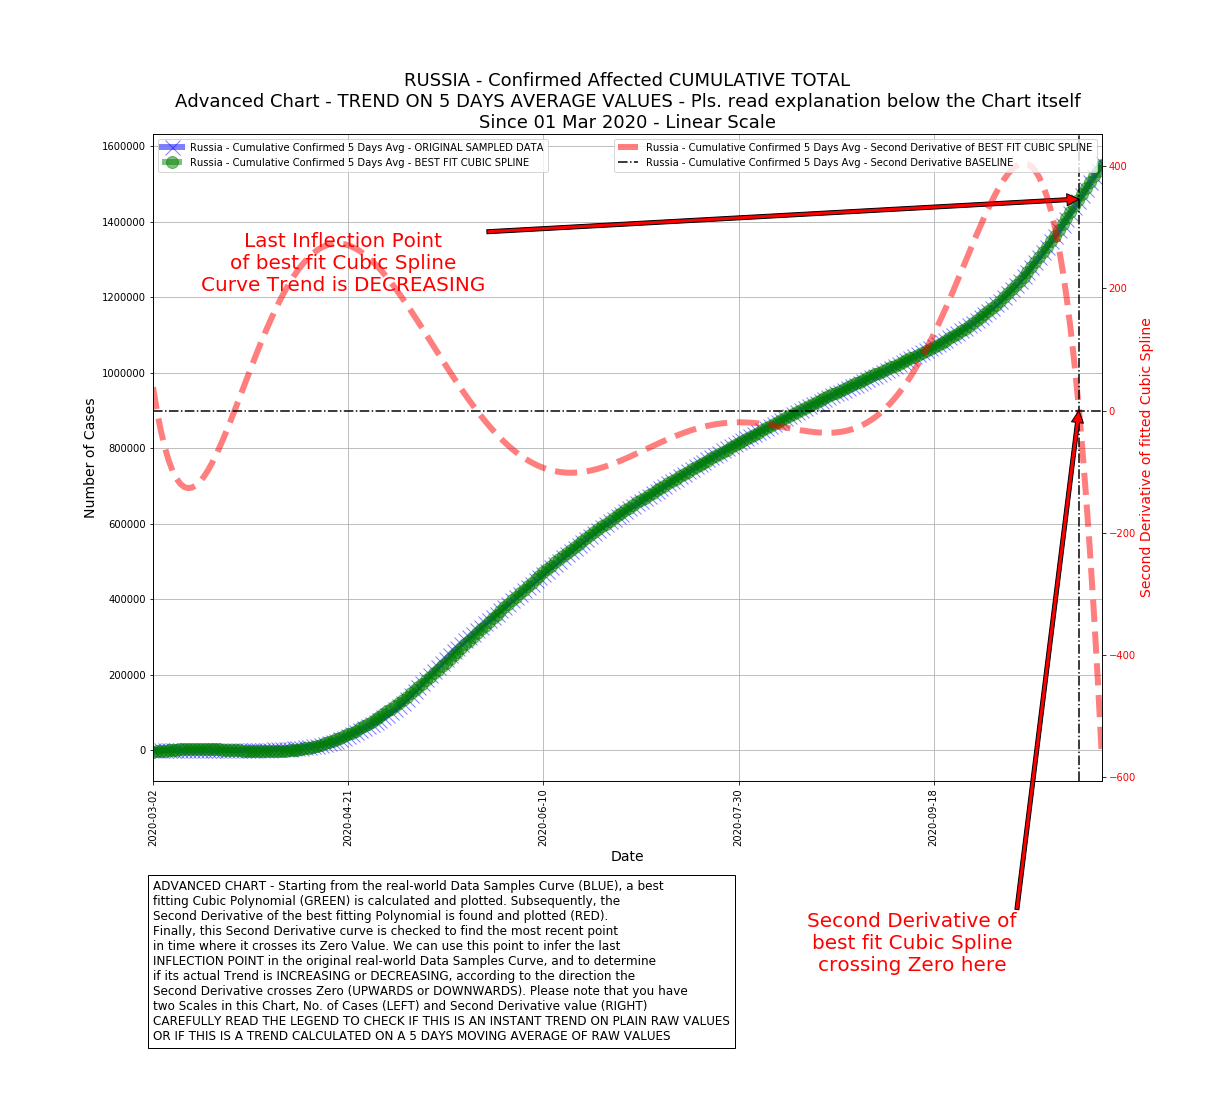 RUSSIA - Confirmed Affected CUMULATIVE TOTAL
Advanced Chart - TREND ON 5 DAYS AVERAGE VALUES - Pls. read explanation below the Chart itself
Since 01 Mar 2020 - Linear Scale
Russia - Cumulative Confirmed 5 Days Avg - ORIGINAL SAMPLED DATA
Russia - Cumulative Confirmed 5 Days Avg - BEST FIT CUBIC SPLINE
Russia - Cumulative Confirmed 5 Days Avg - Second Derivative of BEST FIT CUBIC SPLINE
Russia - Cumulative Confirmed 5 Days Avg - Second Derivative BASELINE
Last Inflection Point
of best fit Cubic Spline
Curve Trend is DECREASING
Number of Cases
1600000
1400000
1200000
1000000
800000
600000
400000
200000
0
400
200
0
−200
−400
−600
Second Derivative of fitted Cubic Spline
2020-03-02
2020-04-21
2020-06-10
2020-07-30
2020-09-18
Date
ADVANCED CHART - Starting from the real-world Data Samples Curve (BLUE), a best
fitting Cubic Polynomial (GREEN) is calculated and plotted. Subsequently, the
Second Derivative of the best fitting Polynomial is found and plotted (RED).
Finally, this Second Derivative curve is checked to find the most recent point
in time where it crosses its Zero Value. We can use this point to infer the last
INFLECTION POINT in the original real-world Data Samples Curve, and to determine
if its actual Trend is INCREASING or DECREASING, according to the direction the
Second Derivative crosses Zero (UPWARDS or DOWNWARDS). Please note that you have
two Scales in this Chart, No. of Cases (LEFT) and Second Derivative value (RIGHT)
CAREFULLY READ THE LEGEND TO CHECK IF THIS IS AN INSTANT TREND ON PLAIN RAW VALUES
OR IF THIS IS A TREND CALCULATED ON A 5 DAYS MOVING AVERAGE OF RAW VALUES
Second Derivative of
best fit Cubic Spline
crossing Zero here